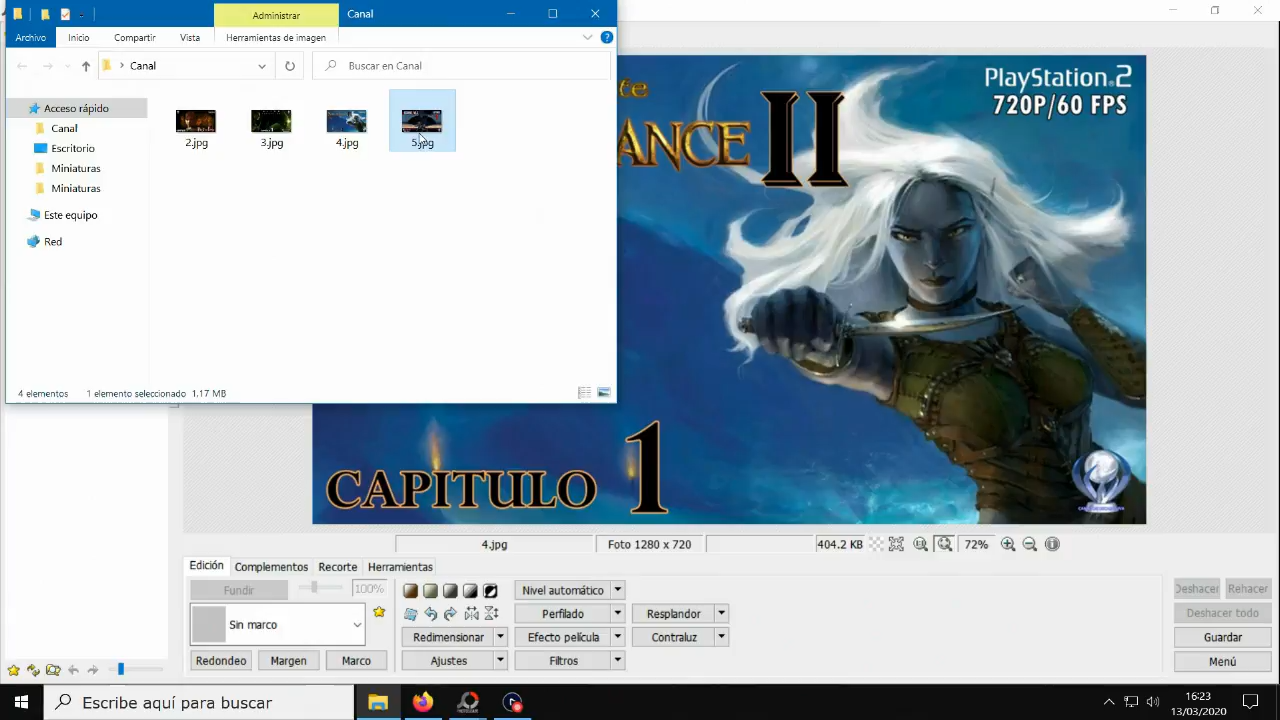 Administrar
Canal
Archivo
Inicio
Compartir
Vista
Herramientas de imagen
Canal
Buscar en Canal
Acceso rápido
Canal
Escritorio
Miniaturas
Miniaturas
Este equipo
Red
2.jpg
3.jpg
4.jpg
5.jpg
4 elementos
1 elemento seleccionado 1,17 MB
ANCE II
PlayStation.2
720P/60 FPS
CAPITULO 1
4.jpg
Foto 1280 x 720
404.2 KB
72%
Edición
Complementos
Recorte
Herramientas
Fundir
100%
Sin marco
Redondeo
Margen
Marco
Redimensionar
Ajustes
Nivel automático
Perfilado
Efecto película
Filtros
Resplandor
Contraluz
Deshacer
Rehacer
Deshacer todo
Guardar
Menú
Escribe aquí para buscar
16:23
13/03/2020